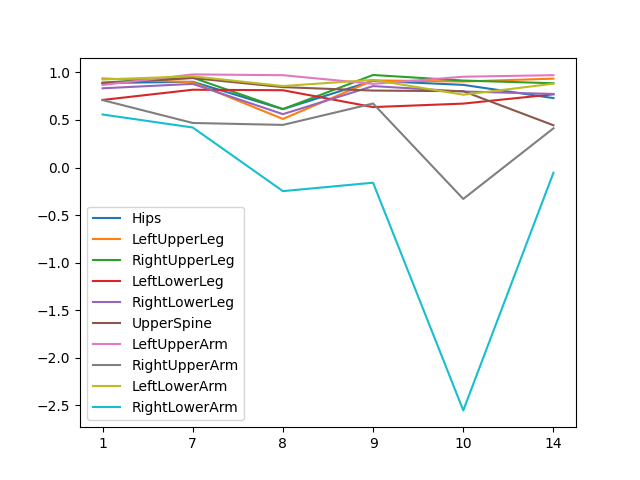 1.0
0.5
0.0
−0.5
−1.0
−1.5
−2.0
−2.5
Hips
LeftUpperLeg
RightUpperLeg
LeftLowerLeg
RightLowerLeg
UpperSpine
LeftUpperArm
RightUpperArm
LeftLowerArm
RightLowerArm
1 7 8 9 10 14